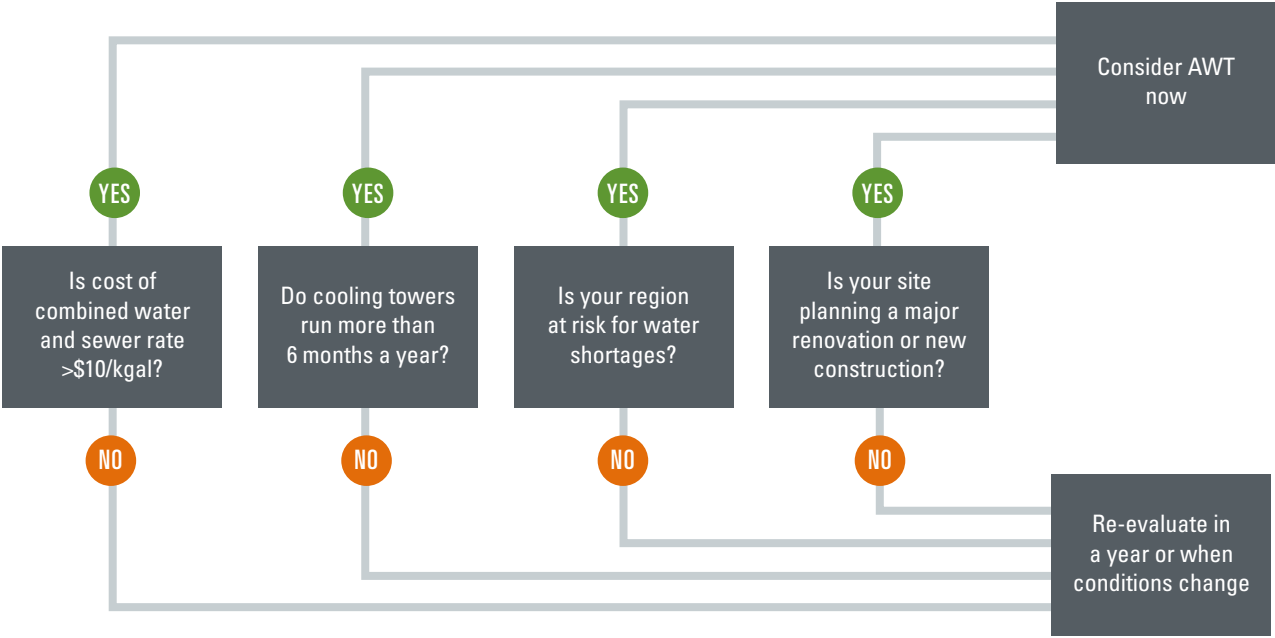 Consider AWT
now
YES
YES
YES
YES
Is cost of
combined water
and sewer rate
>$10/kgal?
Do cooling towers
run more than
6 months a year?
Is your region
at risk for water
shortages?
Is your site
planning a major
renovation or new
construction?
NO
NO
NO
NO
Re-evaluate in
a year or when
conditions change